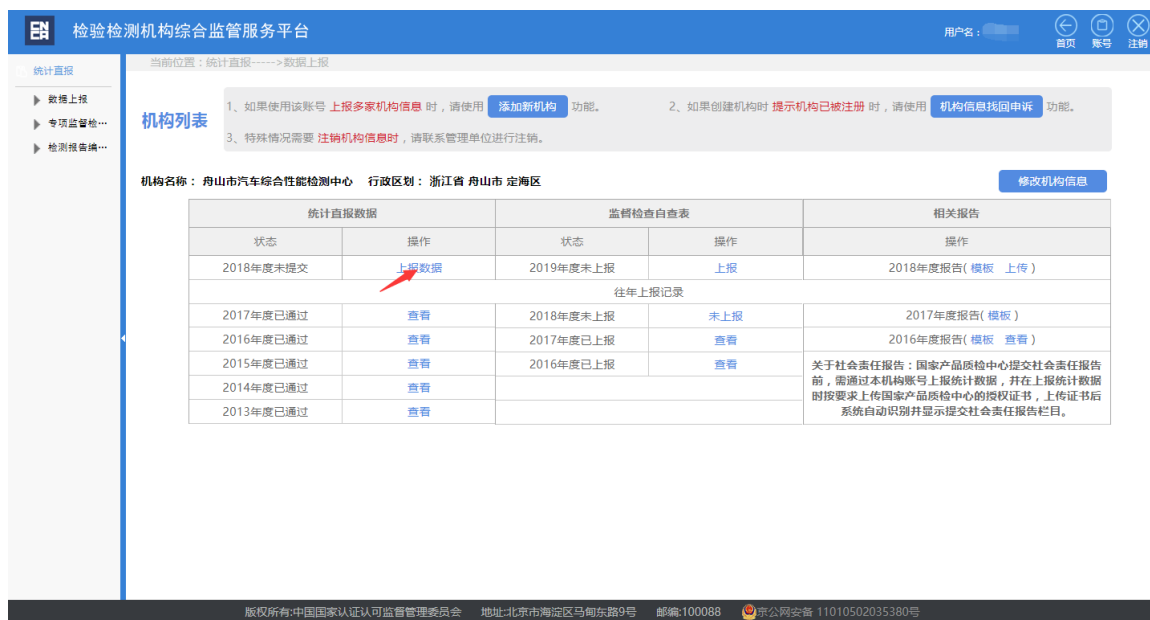 检验检测机构综合监管服务平台
用户名：
首页 账号 注销
统计直报
当前位置：统计直报----->数据上报
数据上报
专项监督检…
检测报告编…
机构列表
1、如果使用该账号 上报多家机构信息 时，请使用 添加新机构 功能。
2、如果创建机构时 提示机构已被注册 时，请使用 机构信息找回申诉 功能。
3、特殊情况需要 注销机构信息时，请联系管理单位进行注销。
机构名称： 舟山市汽车综合性能检测中心 行政区划： 浙江省 舟山市 定海区 修改机构信息
统计直报数据 监督检查自查表 相关报告
状态 操作 状态 操作 操作
2018年度未提交 上报数据 2019年度未上报 上报 2018年度报告( 模板 上传 )
往年上报记录
2017年度已通过 查看 2018年度未上报 未上报 2017年度报告( 模板 )
2016年度已通过 查看 2017年度已上报 查看 2016年度报告( 模板 查看 )
2015年度已通过 查看 2016年度已上报 查看
2014年度已通过 查看
2013年度已通过 查看
关于社会责任报告：国家产品质检中心提交社会责任报告
前，需通过本机构账号上报统计数据，并在上报统计数据
时按要求上传国家产品质检中心的授权证书，上传证书后
系统自动识别并显示提交社会责任报告栏目。
版权所有:中国国家认证认可监督管理委员会 地址:北京市海淀区马甸东路9号 邮编:100088 京公网安备 11010502035380号